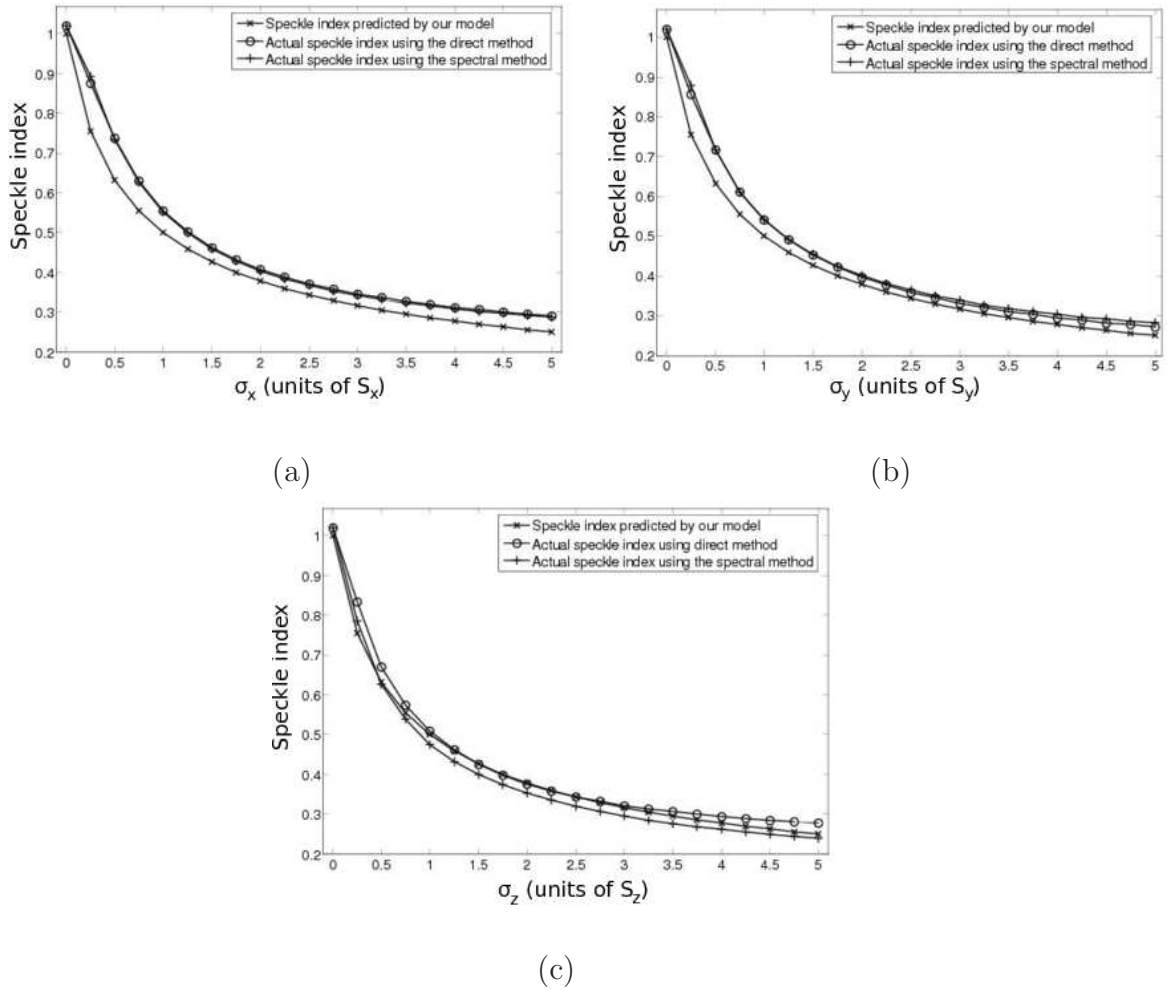 Speckle index predicted by our model
Actual speckle index using the direct method
Actual speckle index using the spectral method
Speckle index
1
0.9
0.8
0.7
0.6
0.5
0.4
0.3
0.2
0 0.5 1 1.5 2 2.5 3 3.5 4 4.5 5
σx (units of Sx)
(a)
Speckle index predicted by our model
Actual speckle index using the direct method
Actual speckle index using the spectral method
Speckle index
1
0.9
0.8
0.7
0.6
0.5
0.4
0.3
0.2
0 0.5 1 1.5 2 2.5 3 3.5 4 4.5 5
σy (units of Sy)
(b)
Speckle index predicted by our model
Actual speckle index using direct method
Actual speckle index using the spectral method
Speckle index
1
0.9
0.8
0.7
0.6
0.5
0.4
0.3
0.2
0 0.5 1 1.5 2 2.5 3 3.5 4 4.5 5
σz (units of Sz)
(c)